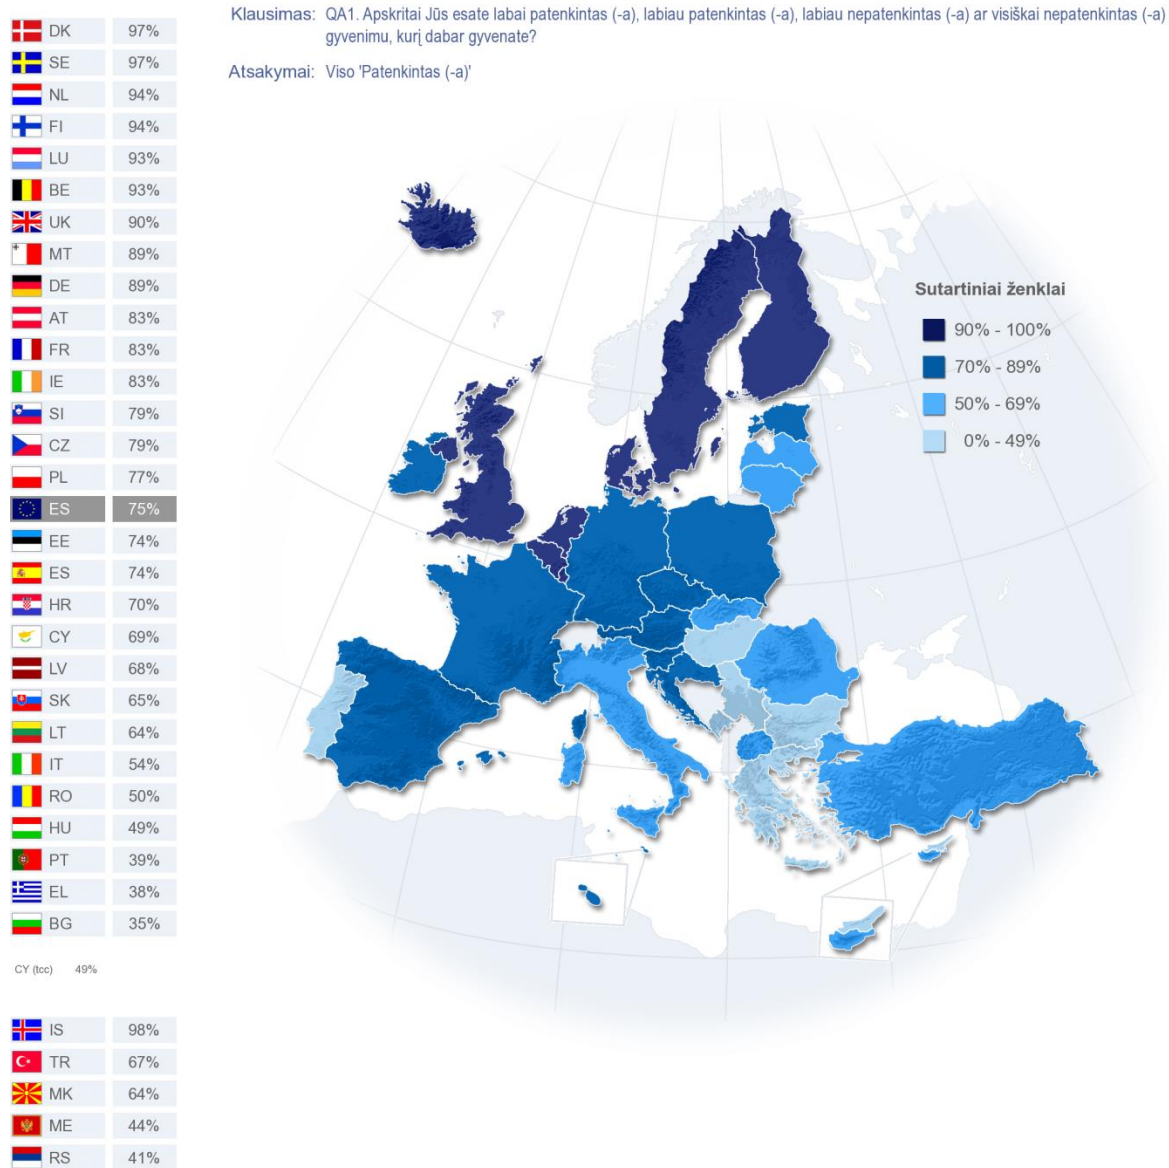 Klausimas: QA1. Apskritai Jūs esate labai patenkintas (-a), labiau patenkintas (-a), labiau nepatenkintas (-a) ar visiškai nepatenkintas (-a)
gyvenimu, kurį dabar gyvenate?
Atsakymai: Viso 'Patenkintas (-a)'
DK 97%
SE 97%
NL 94%
FI 94%
LU 93%
BE 93%
UK 90%
MT 89%
DE 89%
AT 83%
FR 83%
IE 83%
SI 79%
CZ 79%
PL 77%
ES 75%
EE 74%
ES 74%
HR 70%
CY 69%
LV 68%
SK 65%
LT 64%
IT 54%
RO 50%
HU 49%
PT 39%
EL 38%
BG 35%
CY (tcc) 49%
IS 98%
TR 67%
MK 64%
ME 44%
RS 41%
Sutartiniai ženklai
90% - 100%
70% - 89%
50% - 69%
0% - 49%